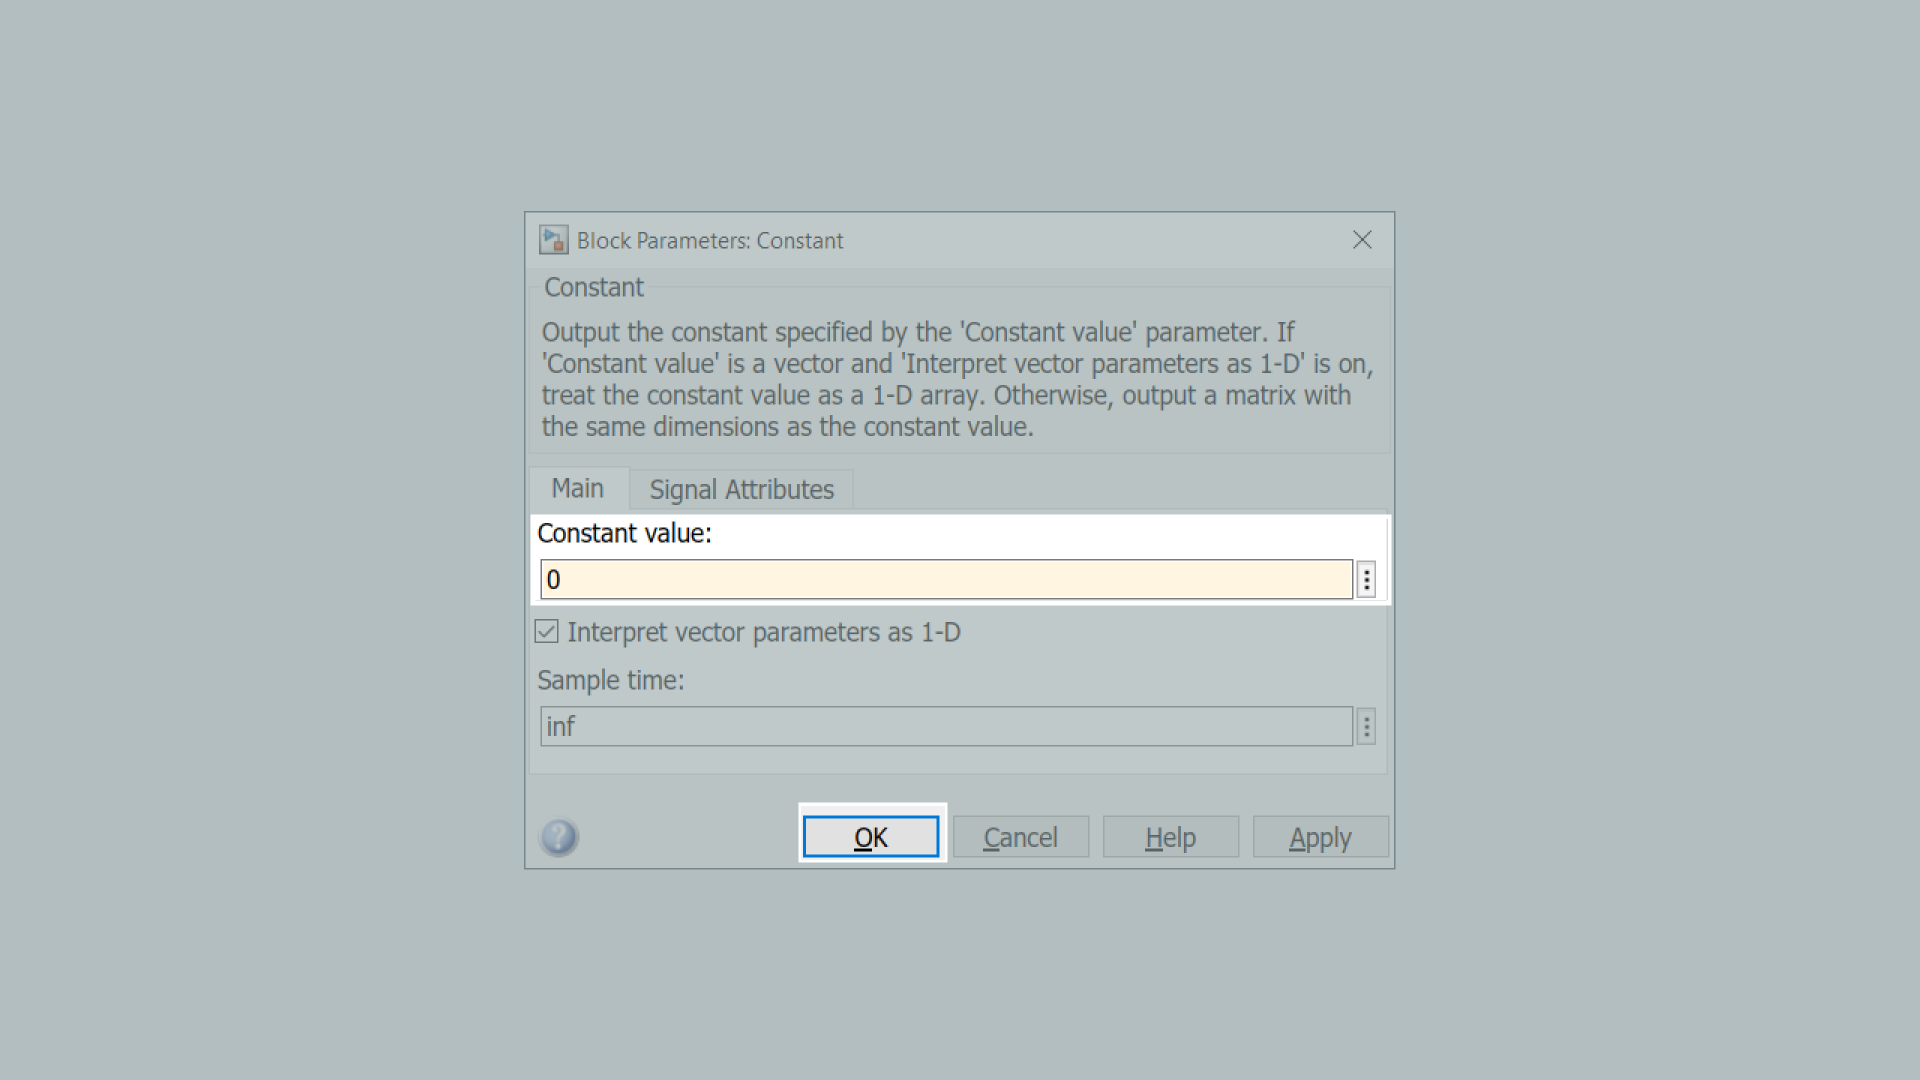 Block Parameters: Constant
Constant
Output the constant specified by the 'Constant value' parameter. If
'Constant value' is a vector and 'Interpret vector parameters as 1-D' is on,
treat the constant value as a 1-D array. Otherwise, output a matrix with
the same dimensions as the constant value.
Main Signal Attributes
Constant value:
0
Interpret vector parameters as 1-D
Sample time:
inf
? OK Cancel Help Apply